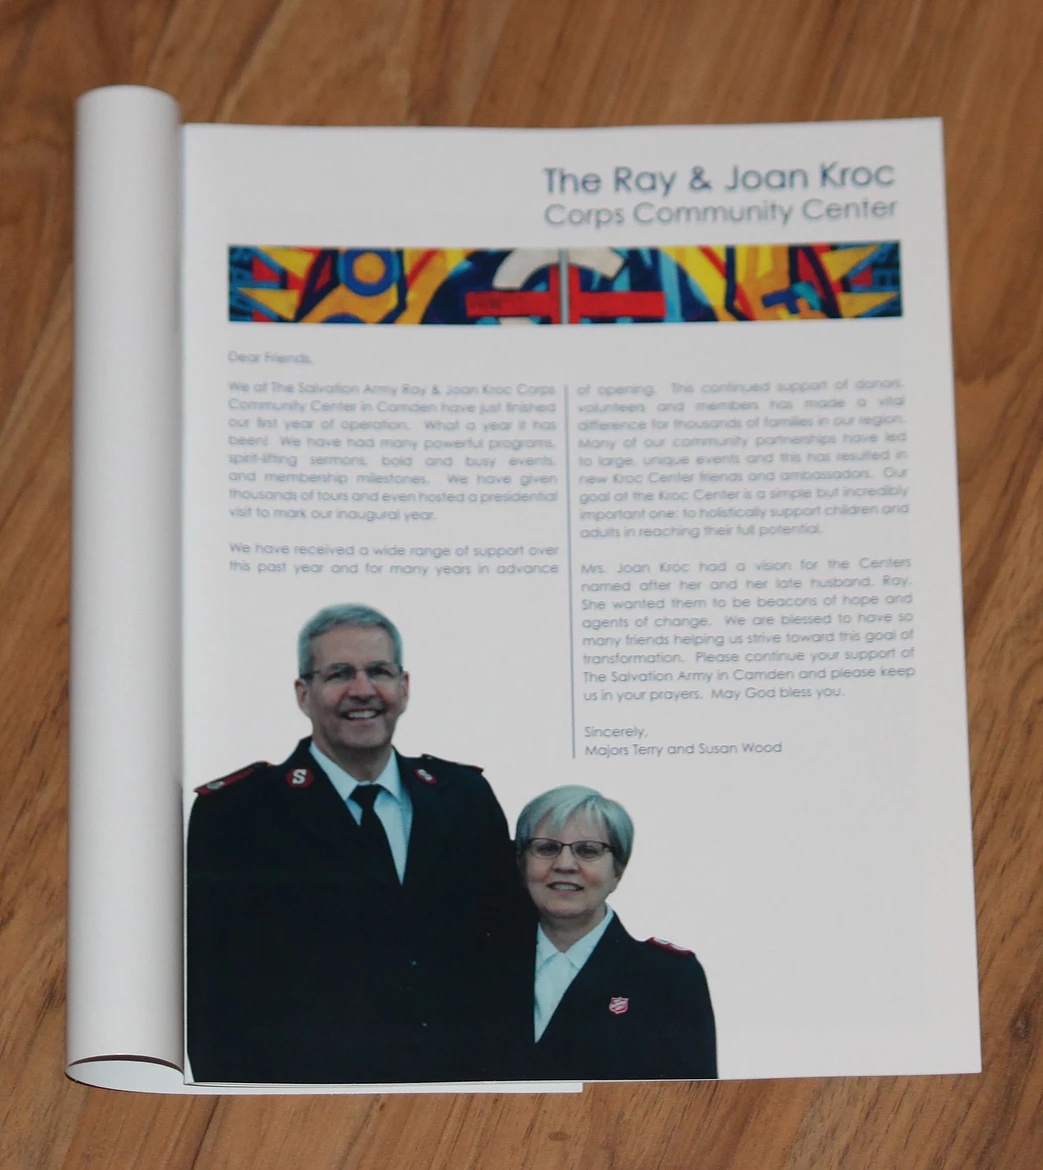 The Ray & Joan Kroc
Corps Community Center
Dear Friends,
We at The Salvation Army Ray & Joan Kroc Corps
Community Center in Camden have just finished
our first year of operation. What a year it has
been! We have had many powerful programs,
spirit-lifting sermons, bold and busy events,
and membership milestones. We have given
thousands of tours and even hosted a presidential
visit to mark our inaugural year.
We have received a wide range of support over
this past year and for many years in advance
of opening. This continued support of donors,
volunteers and members has made a vital
difference for thousands of families in our region.
Many of our community partnerships have led
to large, unique events and this has resulted in
new Kroc Center friends and ambassadors. Our
goal at the Kroc Center is a simple but incredibly
important one: to holistically support children and
adults in reaching their full potential.
Mrs. Joan Kroc had a vision for the Centers
named after her and her late husband, Ray.
She wanted them to be beacons of hope and
agents of change. We are blessed to have so
many friends helping us strive toward this goal of
transformation. Please continue your support of
The Salvation Army in Camden and please keep
us in your prayers. May God bless you.
Sincerely,
Majors Terry and Susan Wood
S
S